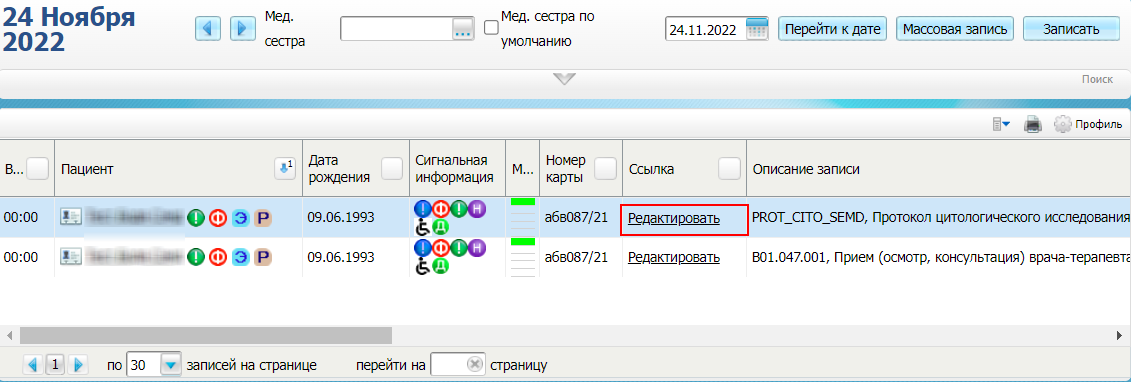 24 Ноября
2022
Мед.
сестра
...
Мед. сестра по
умолчанию
24.11.2022
Перейти к дате
Массовая запись
Записать
Поиск
Профиль
В...
Пациент
1
Дата
рождения
Сигнальная
информация
М...
Номер
карты
Ссылка
Описание записи
00:00
! Ф Э Р
09.06.1993
! Ф ! Н
Д
абв087/21
Редактировать
PROT_CITO_SEMD, Протокол цитологического исследования
00:00
! Ф Э Р
09.06.1993
! Ф ! Н
Д
абв087/21
Редактировать
B01.047.001, Прием (осмотр, консультация) врача-терапевта
1
по 30 записей на странице
перейти на
страницу